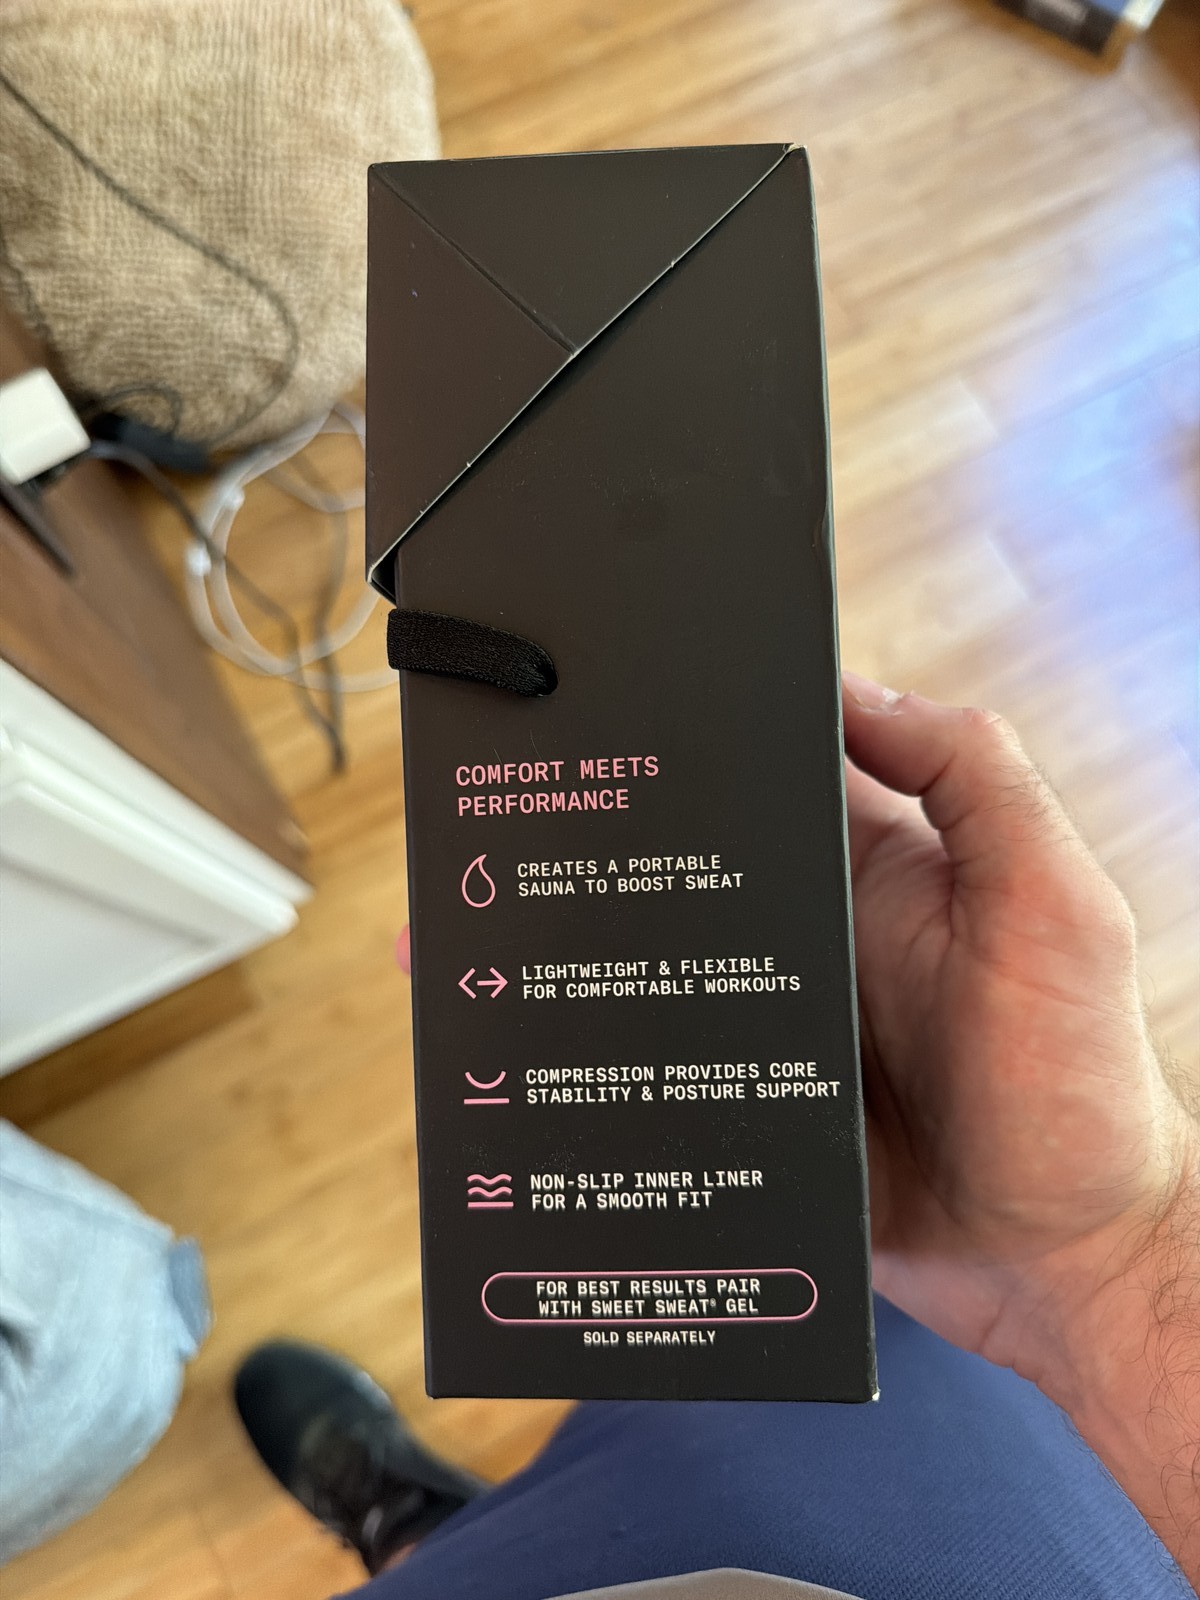 COMFORT MEETS
PERFORMANCE
CREATES A PORTABLE
SAUNA TO BOOST SWEAT
LIGHTWEIGHT & FLEXIBLE
FOR COMFORTABLE WORKOUTS
COMPRESSION PROVIDES CORE
STABILITY & POSTURE SUPPORT
NON-SLIP INNER LINER
FOR A SMOOTH FIT
FOR BEST RESULTS PAIR
WITH SWEET SWEAT® GEL
SOLD SEPARATELY